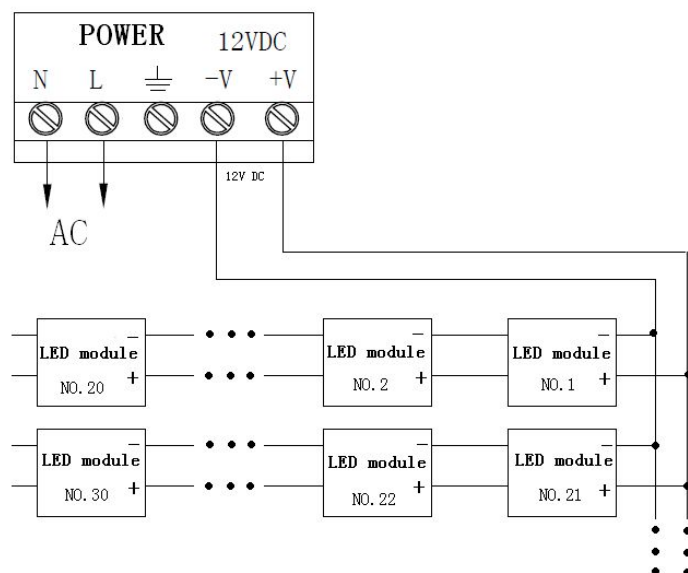 POWER 12VDC
N L -V +V
12V DC
AC
- - -
LED module LED module LED module
NO.20 + NO.2 + NO.1 +
- - -
LED module LED module LED module
NO.30 + NO.22 + NO.21 +